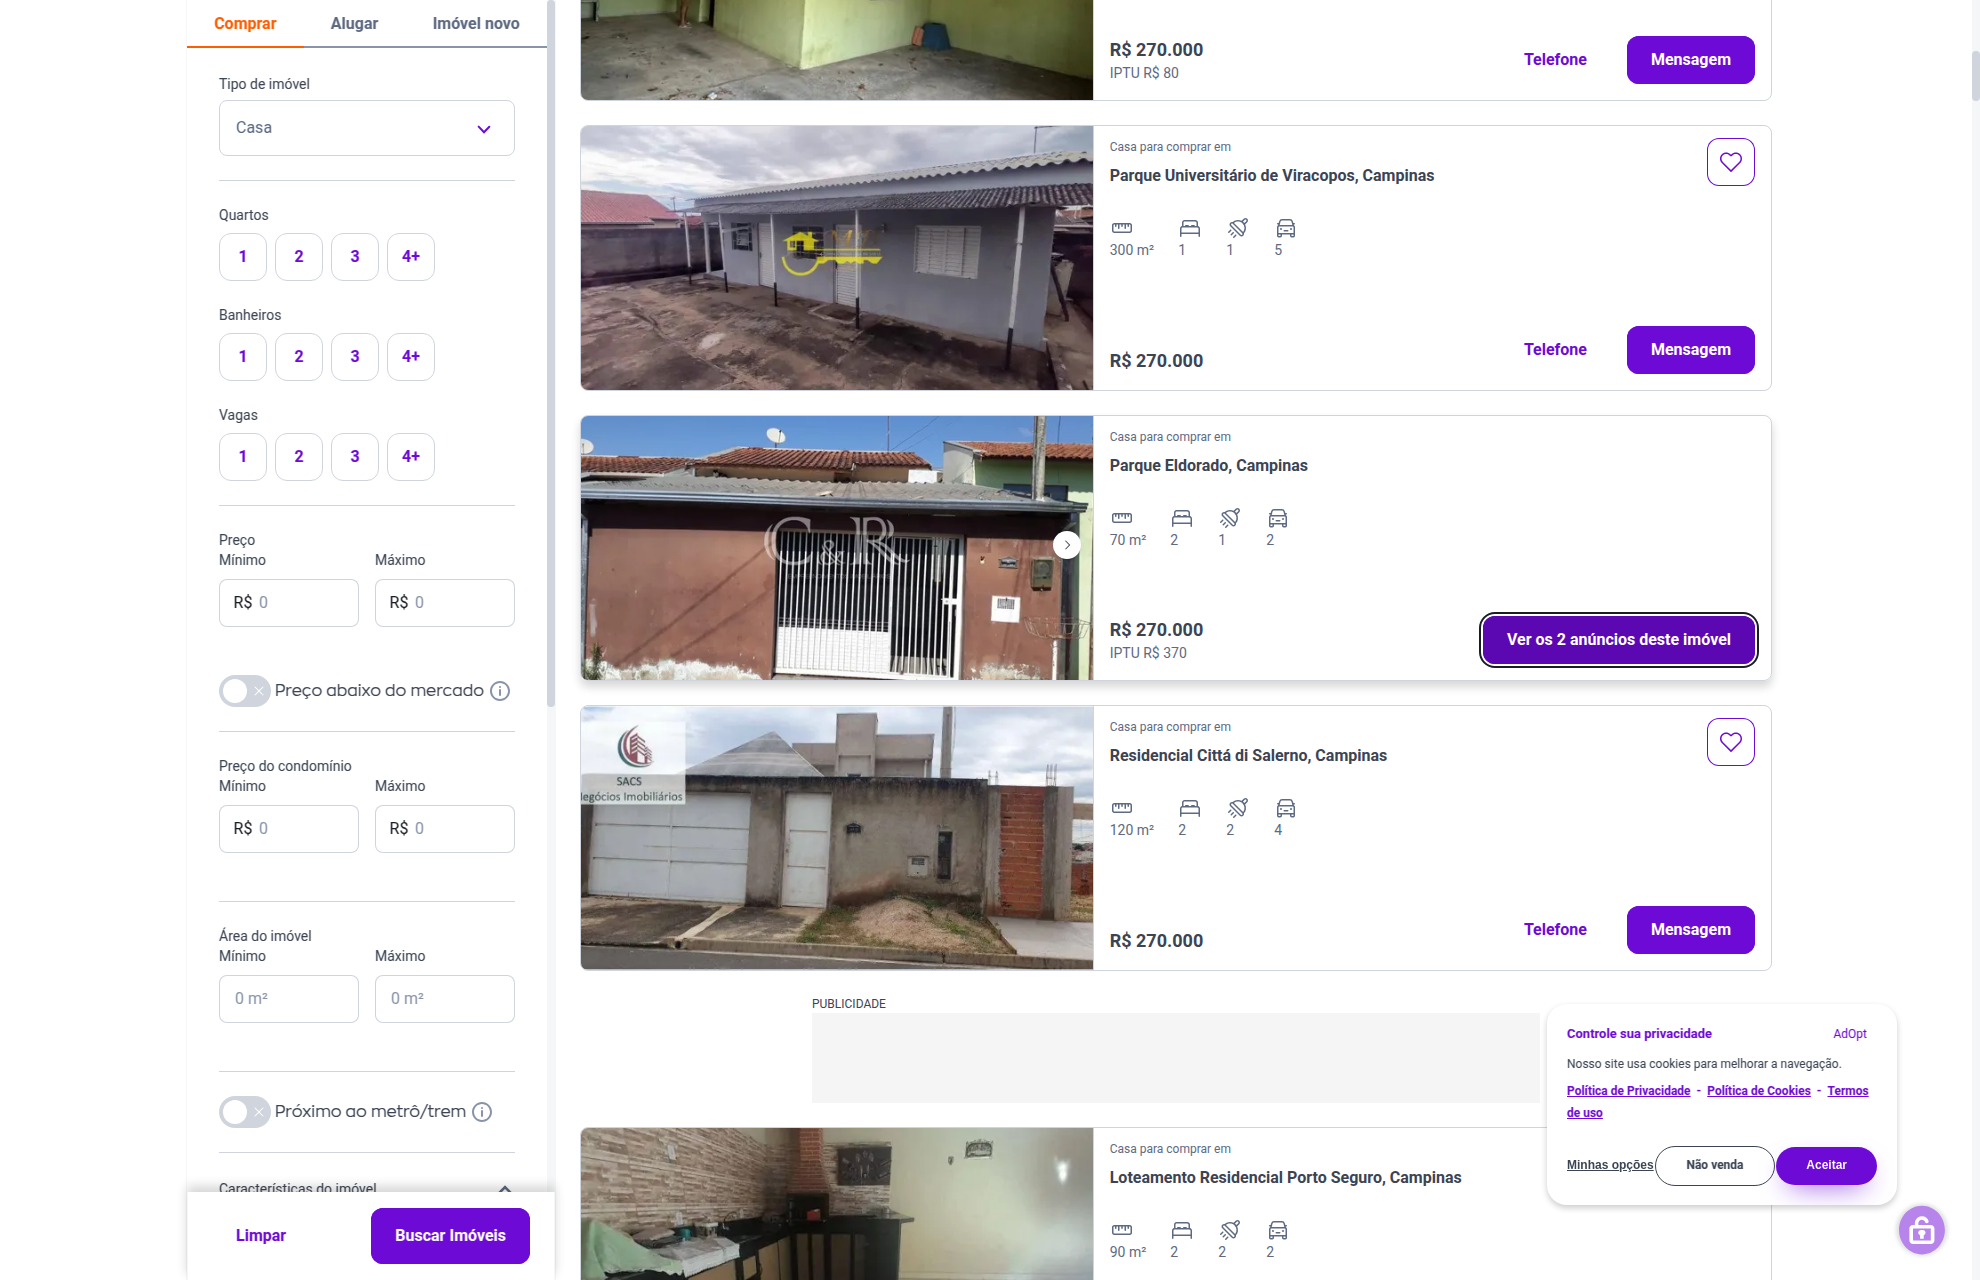 Comprar
Alugar
Imóvel novo
Tipo de imóvel
Casa
Quartos
1
2
3
4+
Banheiros
1
2
3
4+
Vagas
1
2
3
4+
Preço
Mínimo
Máximo
R$ 0
R$ 0
Preço abaixo do mercado
Preço do condomínio
Mínimo
Máximo
R$ 0
R$ 0
Área do imóvel
Mínimo
Máximo
0 m²
0 m²
Próximo ao metrô/trem
Características do imóvel
Limpar
Buscar Imóveis
R$ 270.000
IPTU R$ 80
Telefone
Mensagem
Casa para comprar em
Parque Universitário de Viracopos, Campinas
300 m²
1
1
5
R$ 270.000
Telefone
Mensagem
C&R
Casa para comprar em
Parque Eldorado, Campinas
70 m²
2
1
2
R$ 270.000
IPTU R$ 370
Ver os 2 anúncios deste imóvel
SACS
egócios Imobiliários
Casa para comprar em
Residencial Cittá di Salerno, Campinas
120 m²
2
2
4
R$ 270.000
Telefone
Mensagem
PUBLICIDADE
Casa para comprar em
Loteamento Residencial Porto Seguro, Campinas
90 m²
2
2
2
Controle sua privacidade
AdOpt
Nosso site usa cookies para melhorar a navegação.
Política de Privacidade - Política de Cookies - Termos
de uso
Minhas opções
Não venda
Aceitar